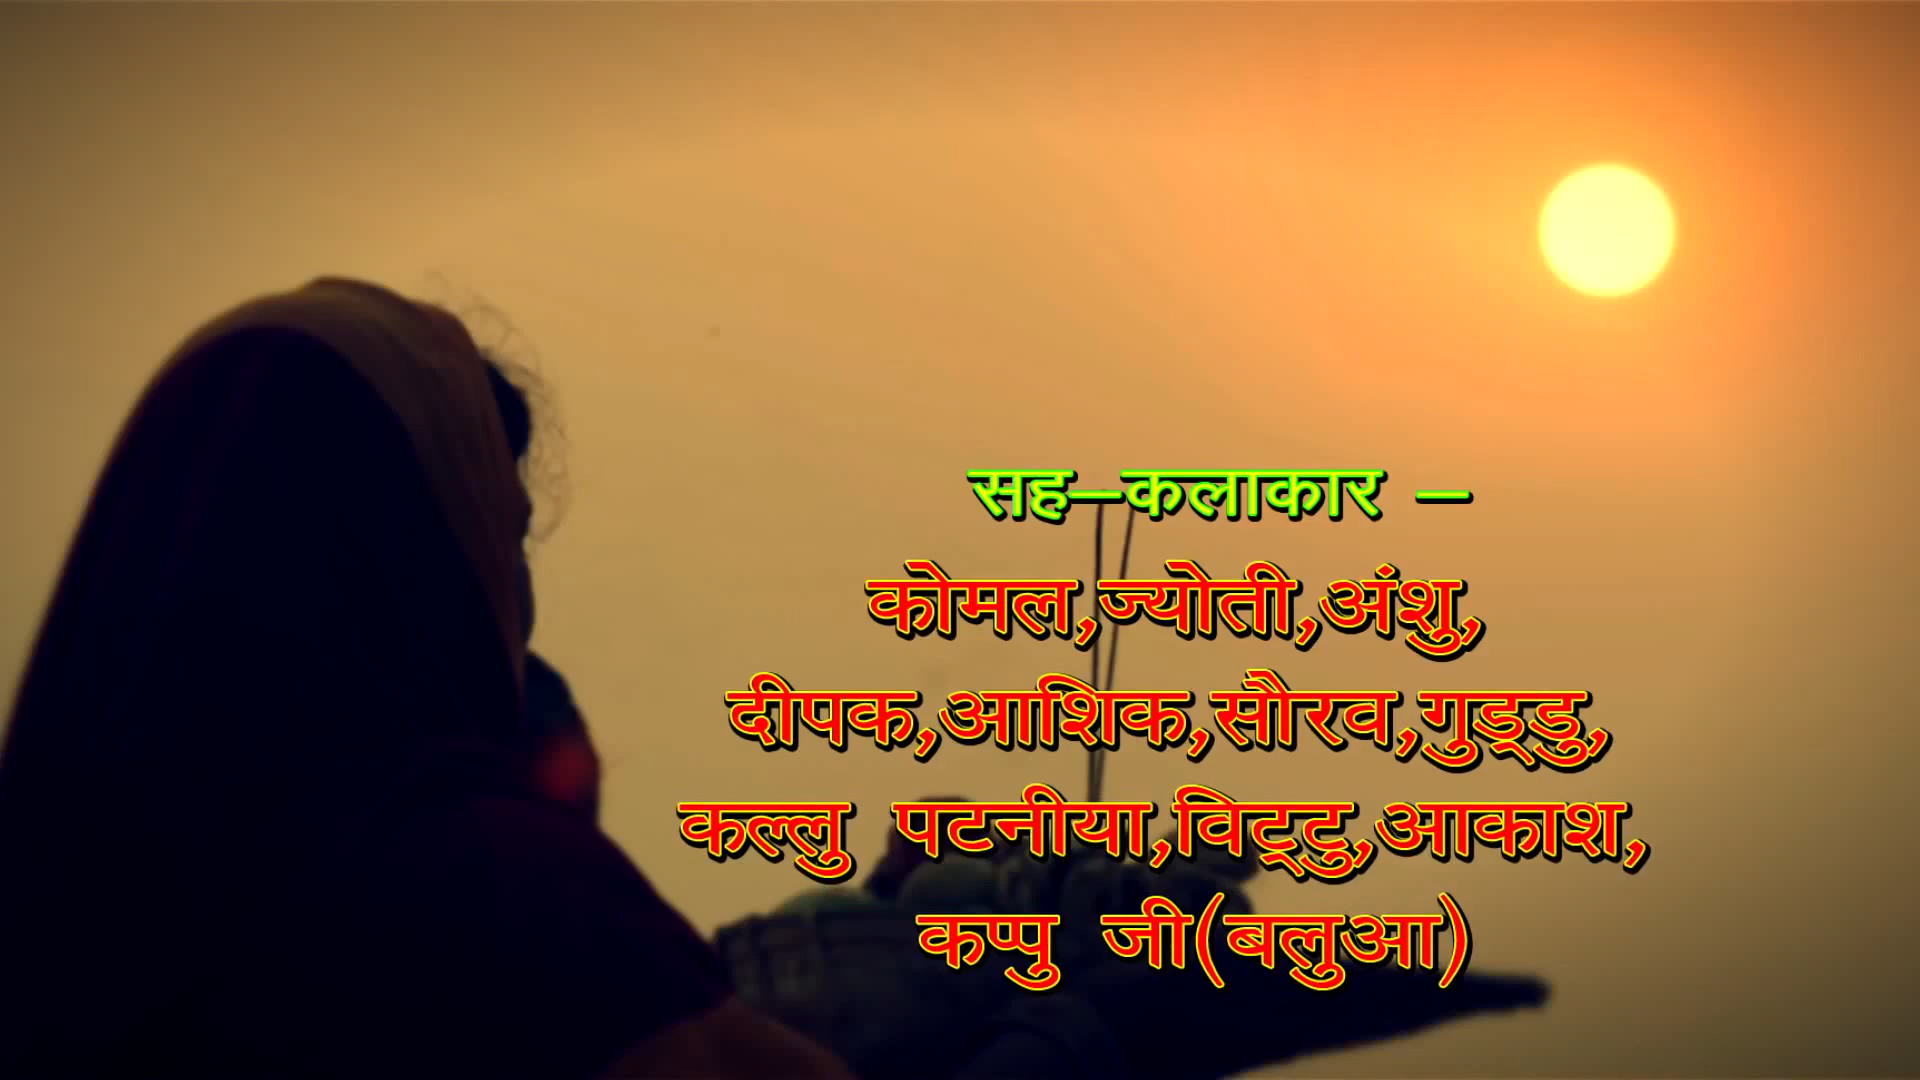 सह–कलाकार –
कोमल,ज्योती,अंशु,
दीपक,आशिक,सौरव,गुड्डु,
कल्लु पटनीया,विट्टु,आकाश,
कप्पु जी(बलुआ)